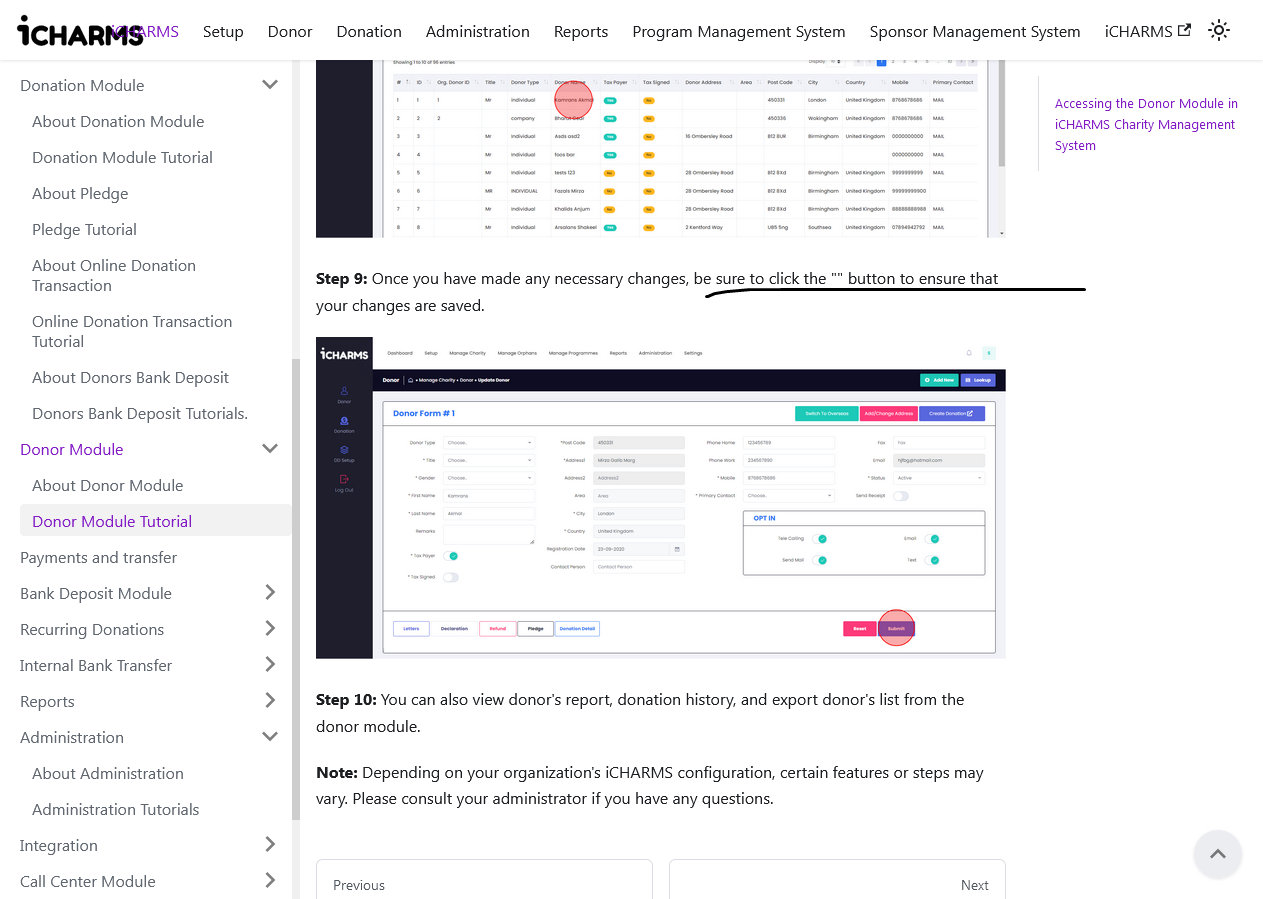 iCHARMS iCHARMS Setup Donor Donation Administration Reports Program Management System Sponsor Management System iCHARMS
Donation Module
About Donation Module
Donation Module Tutorial
About Pledge
Pledge Tutorial
About Online Donation
Transaction
Online Donation Transaction
Tutorial
About Donors Bank Deposit
Donors Bank Deposit Tutorials.
Donor Module
About Donor Module
Donor Module Tutorial
Payments and transfer
Bank Deposit Module
Recurring Donations
Internal Bank Transfer
Reports
Administration
About Administration
Administration Tutorials
Integration
Call Center Module
Showing 1 to 10 of 96 entries Display 10
# ID Org. Donor ID Title Donor Type Donor Name Tax Payer Tax Signed Donor Address Area Post Code City Country Mobile Primary Contact
1 1 1 Mr Individual Kamrans Akmal Yes No 450331 London United Kingdom 8768678686 MAIL
2 2 2 company Yes No 450336 Wokingham United Kingdom 8768678686 MAIL
3 3 Mr Individual Asds asd2 Yes No 16 Ombersley Road B12 8UR Birmingham United Kingdom 0000000000 MAIL
4 4 Mr Individual foos bar Yes No 0000000000 MAIL
5 5 Mr Individual tests 123 No No 28 Ombersley Road B12 8Xd Birmingham United Kingdom 9999999999 MAIL
6 6 MR INDIVIDUAL Fazals Mirza No No 28 Ombersley Road B12 8Xd Birmingham United Kingdom 99999999900
7 7 Mr Individual Khalids Anjum No No 28 Ombersley Road B12 8Xd Birmingham United Kingdom 88888888988 MAIL
8 8 Mr Individual Arsalans Shakeel Yes No 2 Kentford Way UB5 5ng Southsea United Kingdom 07894942792 MAIL
Step 9: Once you have made any necessary changes, be sure to click the "" button to ensure that
your changes are saved.
iCHARMS Dashboard Setup Manage Charity Manage Orphans Manage Programmes Reports Administration Settings
Donor • Manage Charity • Donor • Update Donor Add New Lookup
Donor
Donation
DD Setup
Log Out
Donor Form # 1 Switch To Overseas Add/Change Address Create Donation
Donor Type Choose.. *Post Code 450331 Phone Home 123456789 Fax Fax
* Title Choose.. *Address1 Mirza Galib Marg Phone Work 234567890 Email hjfbg@hotmail.com
* Gender Choose.. Address2 Address2 * Mobile 8768678686 * Status Active
* First Name Kamrans Area Area * Primary Contact Choose.. Send Receipt
* Last Name Akmar * City London OPT IN
Remarks * Country United Kingdom Tele Calling Email
* Tax Payer Registration Date 23-09-2020 Send Mail Text
* Tax Signed Contact Person Contact Person
Letters Declaration Refund Pledge Donation Detail Reset Submit
Step 10: You can also view donor's report, donation history, and export donor's list from the
donor module.
Note: Depending on your organization's iCHARMS configuration, certain features or steps may
vary. Please consult your administrator if you have any questions.
Previous
Next
Accessing the Donor Module in
iCHARMS Charity Management
System